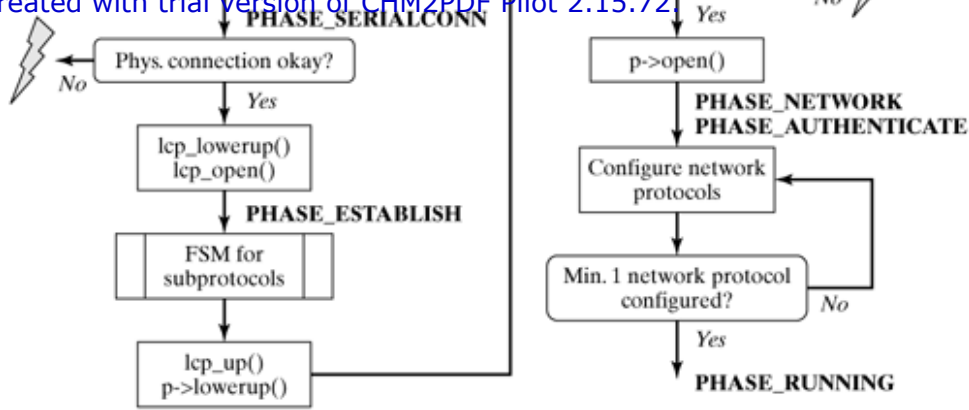 reated with trial version of CHM2PDF Pilot 2.15.72.
PHASE_SERIALCONN
Phys. connection okay?
No
Yes
lcp_lowerup()
lcp_open()
PHASE_ESTABLISH
FSM for
subprotocols
lcp_up()
p->lowerup()
Yes
No
p->open()
PHASE_NETWORK
PHASE_AUTHENTICATE
Configure network
protocols
Min. 1 network protocol
configured?
No
Yes
PHASE_RUNNING